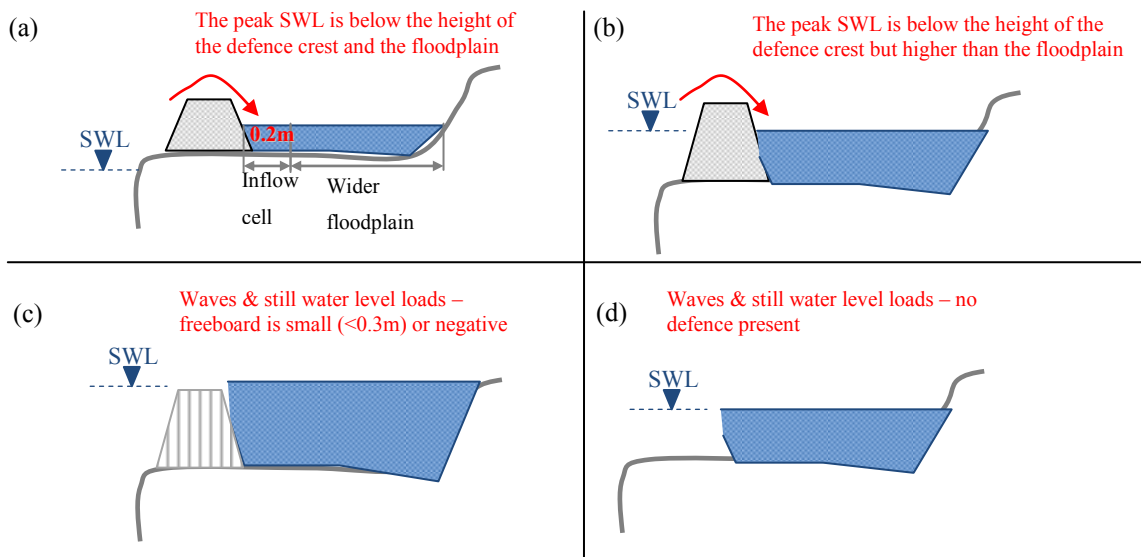 (a)
The peak SWL is below the height of
the defence crest and the floodplain
SWL
0.2m
Inflow
cell
Wider
floodplain
(b)
The peak SWL is below the height of the
defence crest but higher than the floodplain
SWL
(c)
Waves & still water level loads –
freeboard is small (<0.3m) or negative
SWL
(d)
Waves & still water level loads – no
defence present
SWL